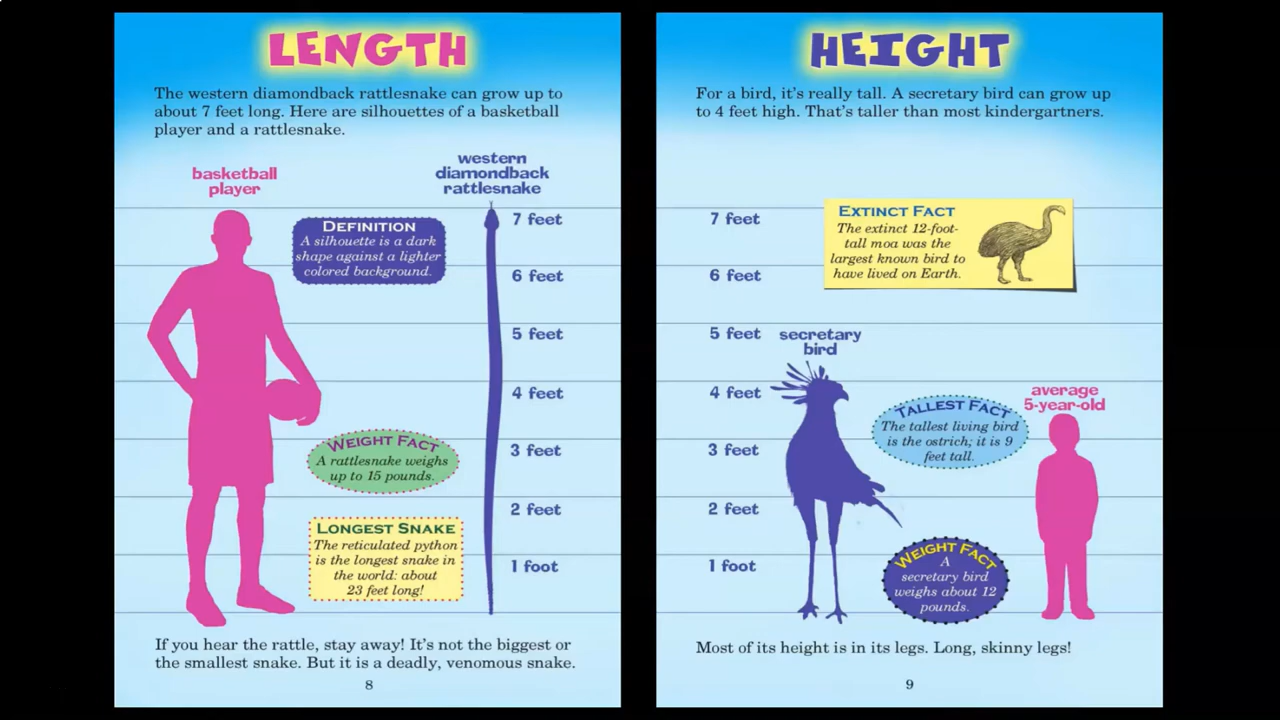 LENGTH
The western diamondback rattlesnake can grow up to
about 7 feet long. Here are silhouettes of a basketball
player and a rattlesnake.
basketball
player
western
diamondback
rattlesnake
DEFINITION
A silhouette is a dark
shape against a lighter
colored background.
7 feet
6 feet
5 feet
4 feet
3 feet
2 feet
1 foot
WEIGHT FACT
A rattlesnake weighs
up to 15 pounds.
LONGEST SNAKE
The reticulated python
is the longest snake in
the world: about
23 feet long!
If you hear the rattle, stay away! It's not the biggest or
the smallest snake. But it is a deadly, venomous snake.
8
HEIGHT
For a bird, it's really tall. A secretary bird can grow up
to 4 feet high. That's taller than most kindergartners.
7 feet
6 feet
5 feet
4 feet
3 feet
2 feet
1 foot
EXTINCT FACT
The extinct 12-foot-
tall moa was the
largest known bird to
have lived on Earth.
secretary
bird
TALLEST FACT
The tallest living bird
is the ostrich; it is 9
feet tall.
average
5-year-old
WEIGHT FACT
A
secretary bird
weighs about 12
pounds.
Most of its height is in its legs. Long, skinny legs!
9